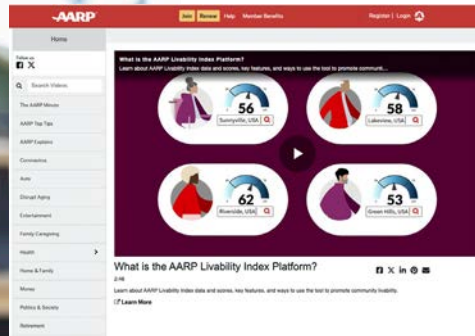 AARP
Join Renew Help Member Benefits
Register | Login
Home
Follow us
Search Videos
The AARP Minute
AARP Top Tips
AARP Explains
Coronavirus
Auto
Disrupt Aging
Entertainment
Family Caregiving
Health
Home & Family
Money
Politics & Society
Retirement
What is the AARP Livability Index Platform?
Learn about AARP Livability Index data and scores, key features, and ways to use the tool to promote communit...
56
Sunnyville, USA
58
Lakeview, USA
62
Riverside, USA
53
Green Hills, USA
What is the AARP Livability Index Platform?
2:48
Learn about AARP Livability Index data and scores, key features, and ways to use the tool to promote community livability.
Learn More